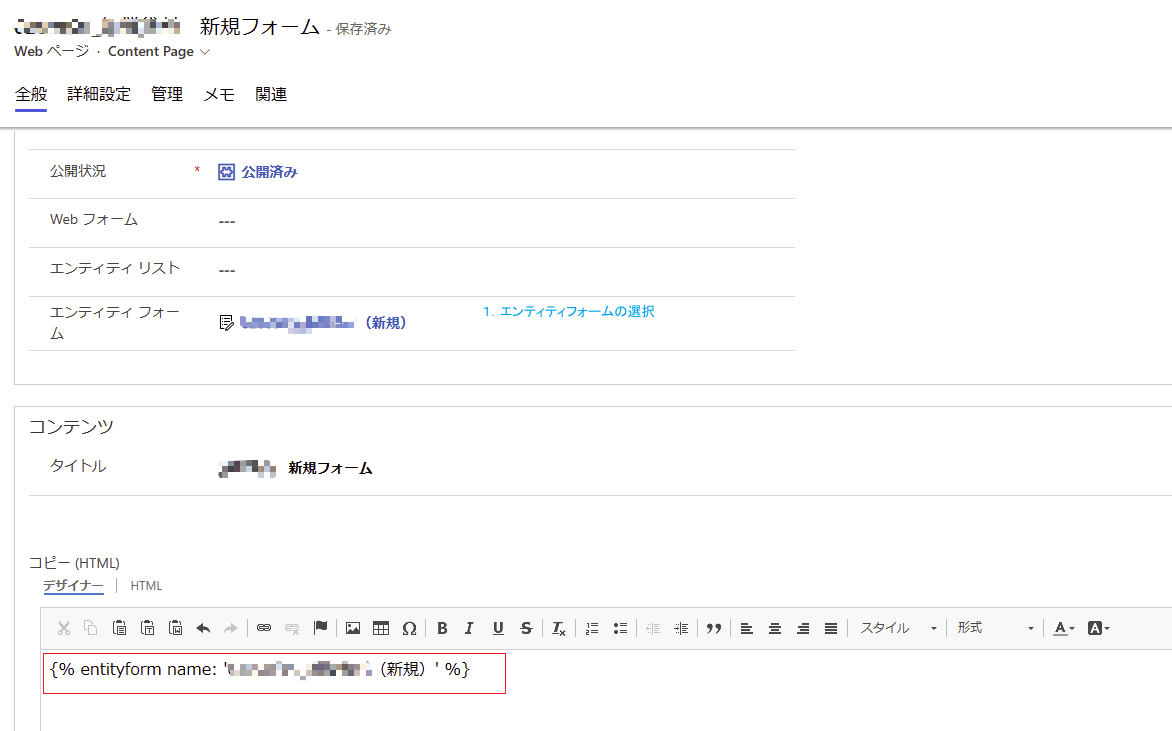 新規フォーム - 保存済み
Web ページ · Content Page
全般 詳細設定 管理 メモ 関連
公開状況 * 公開済み
Web フォーム ---
エンティティ リスト ---
エンティティ フォー
ム
（新規） 1. エンティティフォームの選択
コンテンツ
タイトル 新規フォーム
コピー (HTML)
デザイナー HTML
B I U S Ix Ω スタイル 形式 A A
{% entityform name: ' （新規）' %}